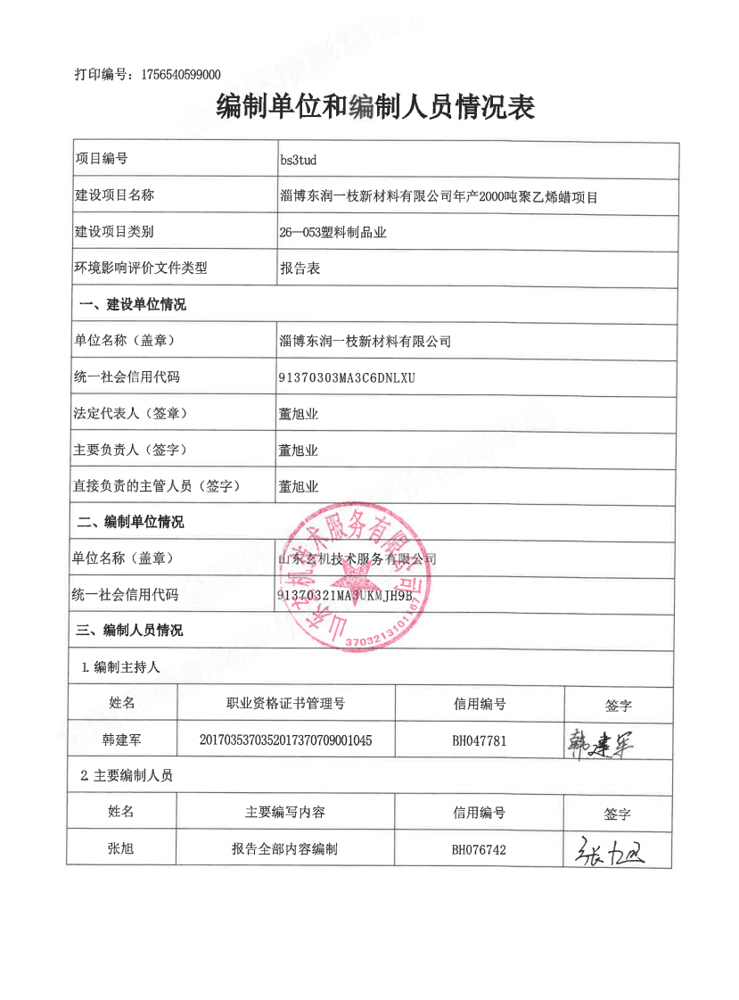 打印编号：1756540599000
编制单位和编制人员情况表
项目编号 bs3tud
建设项目名称 淄博东润一枝新材料有限公司年产2000吨聚乙烯蜡项目
建设项目类别 26—053塑料制品业
环境影响评价文件类型 报告表
一、建设单位情况
单位名称（盖章） 淄博东润一枝新材料有限公司
统一社会信用代码 91370303MA3C6DNLXU
法定代表人（签章） 董旭业
主要负责人（签字） 董旭业
直接负责的主管人员（签字） 董旭业
二、编制单位情况
单位名称（盖章） 山东玄机技术服务有限公司
统一社会信用代码 91370321MA3UKMJH9B
山东玄机技术服务有限公司
3703213101167
三、编制人员情况
1. 编制主持人
姓名 职业资格证书管理号 信用编号 签字
韩建军 2017035370352017370709001045 BH047781 韩建军
2. 主要编制人员
姓名 主要编写内容 信用编号 签字
张旭 报告全部内容编制 BH076742 张旭